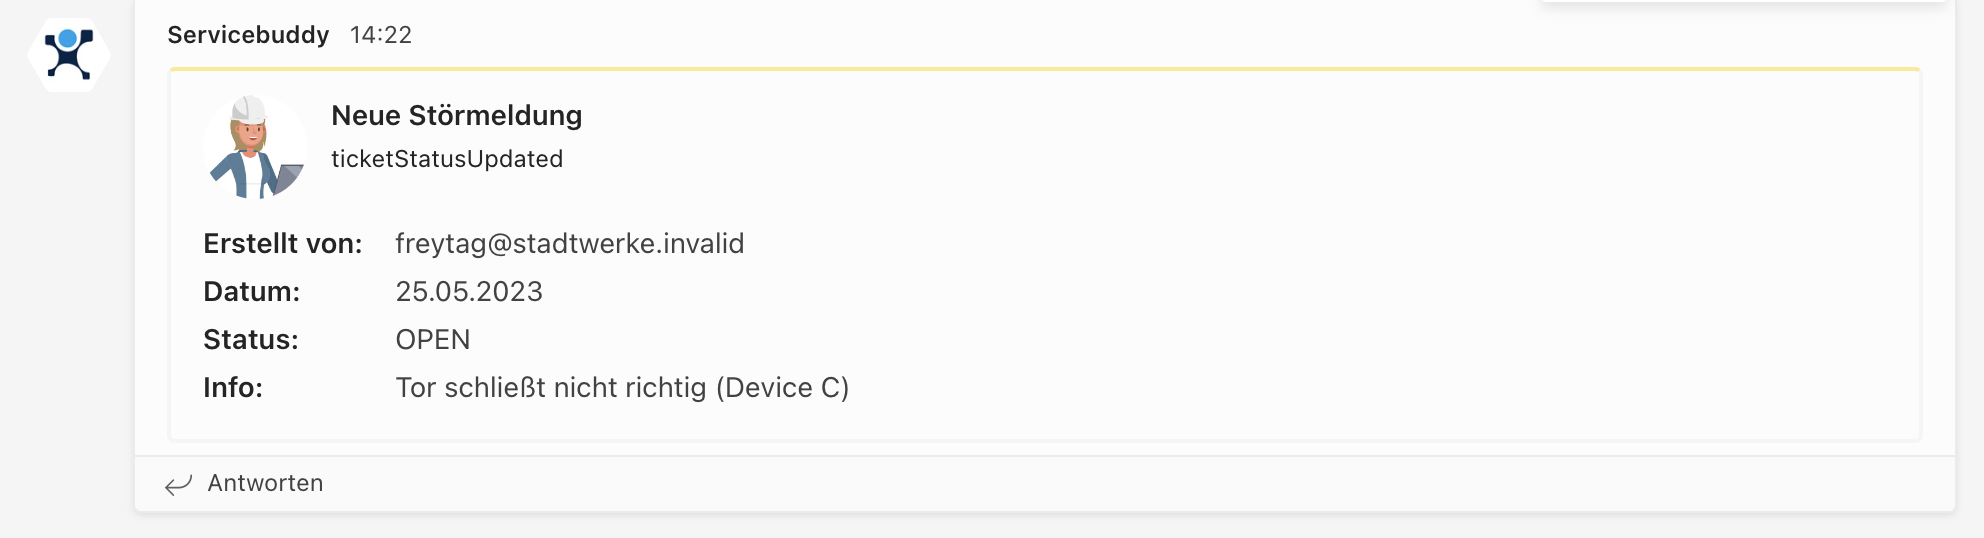 Servicebuddy 14:22
Neue Störmeldung
ticketStatusUpdated
Erstellt von: freytag@stadtwerke.invalid
Datum: 25.05.2023
Status: OPEN
Info: Tor schließt nicht richtig (Device C)
Antworten